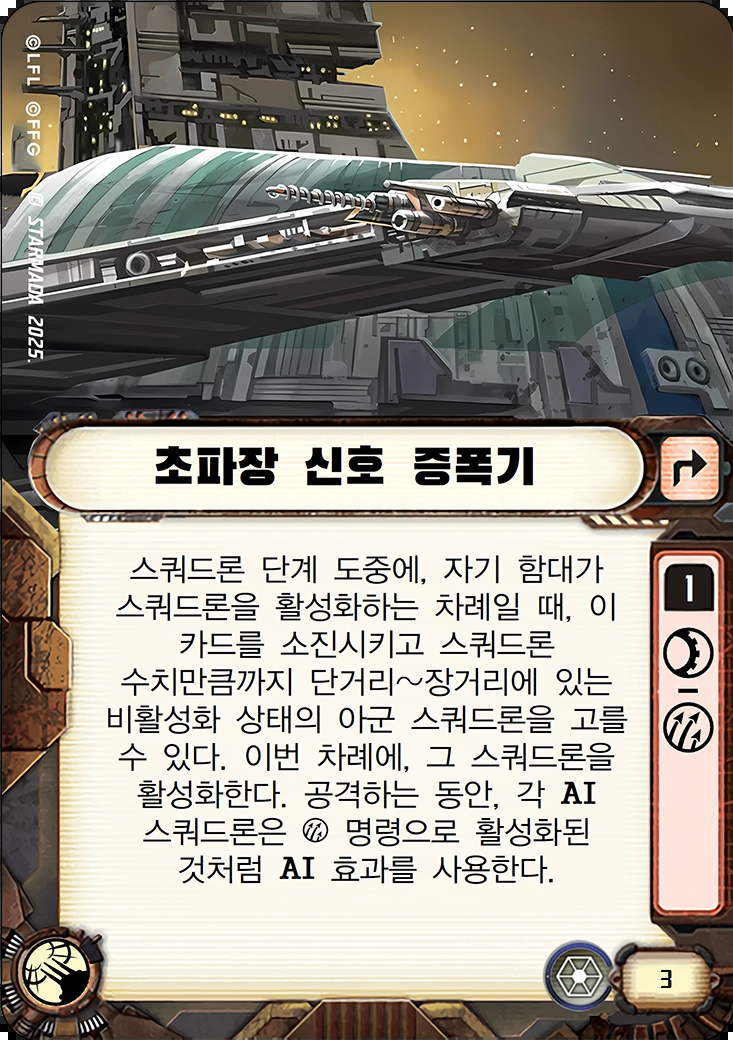 ©LFL ©FFG
© STARMADA 2025.
초파장 신호 증폭기
스쿼드론 단계 도중에, 자기 함대가
스쿼드론을 활성화하는 차례일 때, 이
카드를 소진시키고 스쿼드론
수치만큼까지 단거리~장거리에 있는
비활성화 상태의 아군 스쿼드론을 고를
수 있다. 이번 차례에, 그 스쿼드론을
활성화한다. 공격하는 동안, 각 AI
스쿼드론은 명령으로 활성화된
것처럼 AI 효과를 사용한다.
1
3